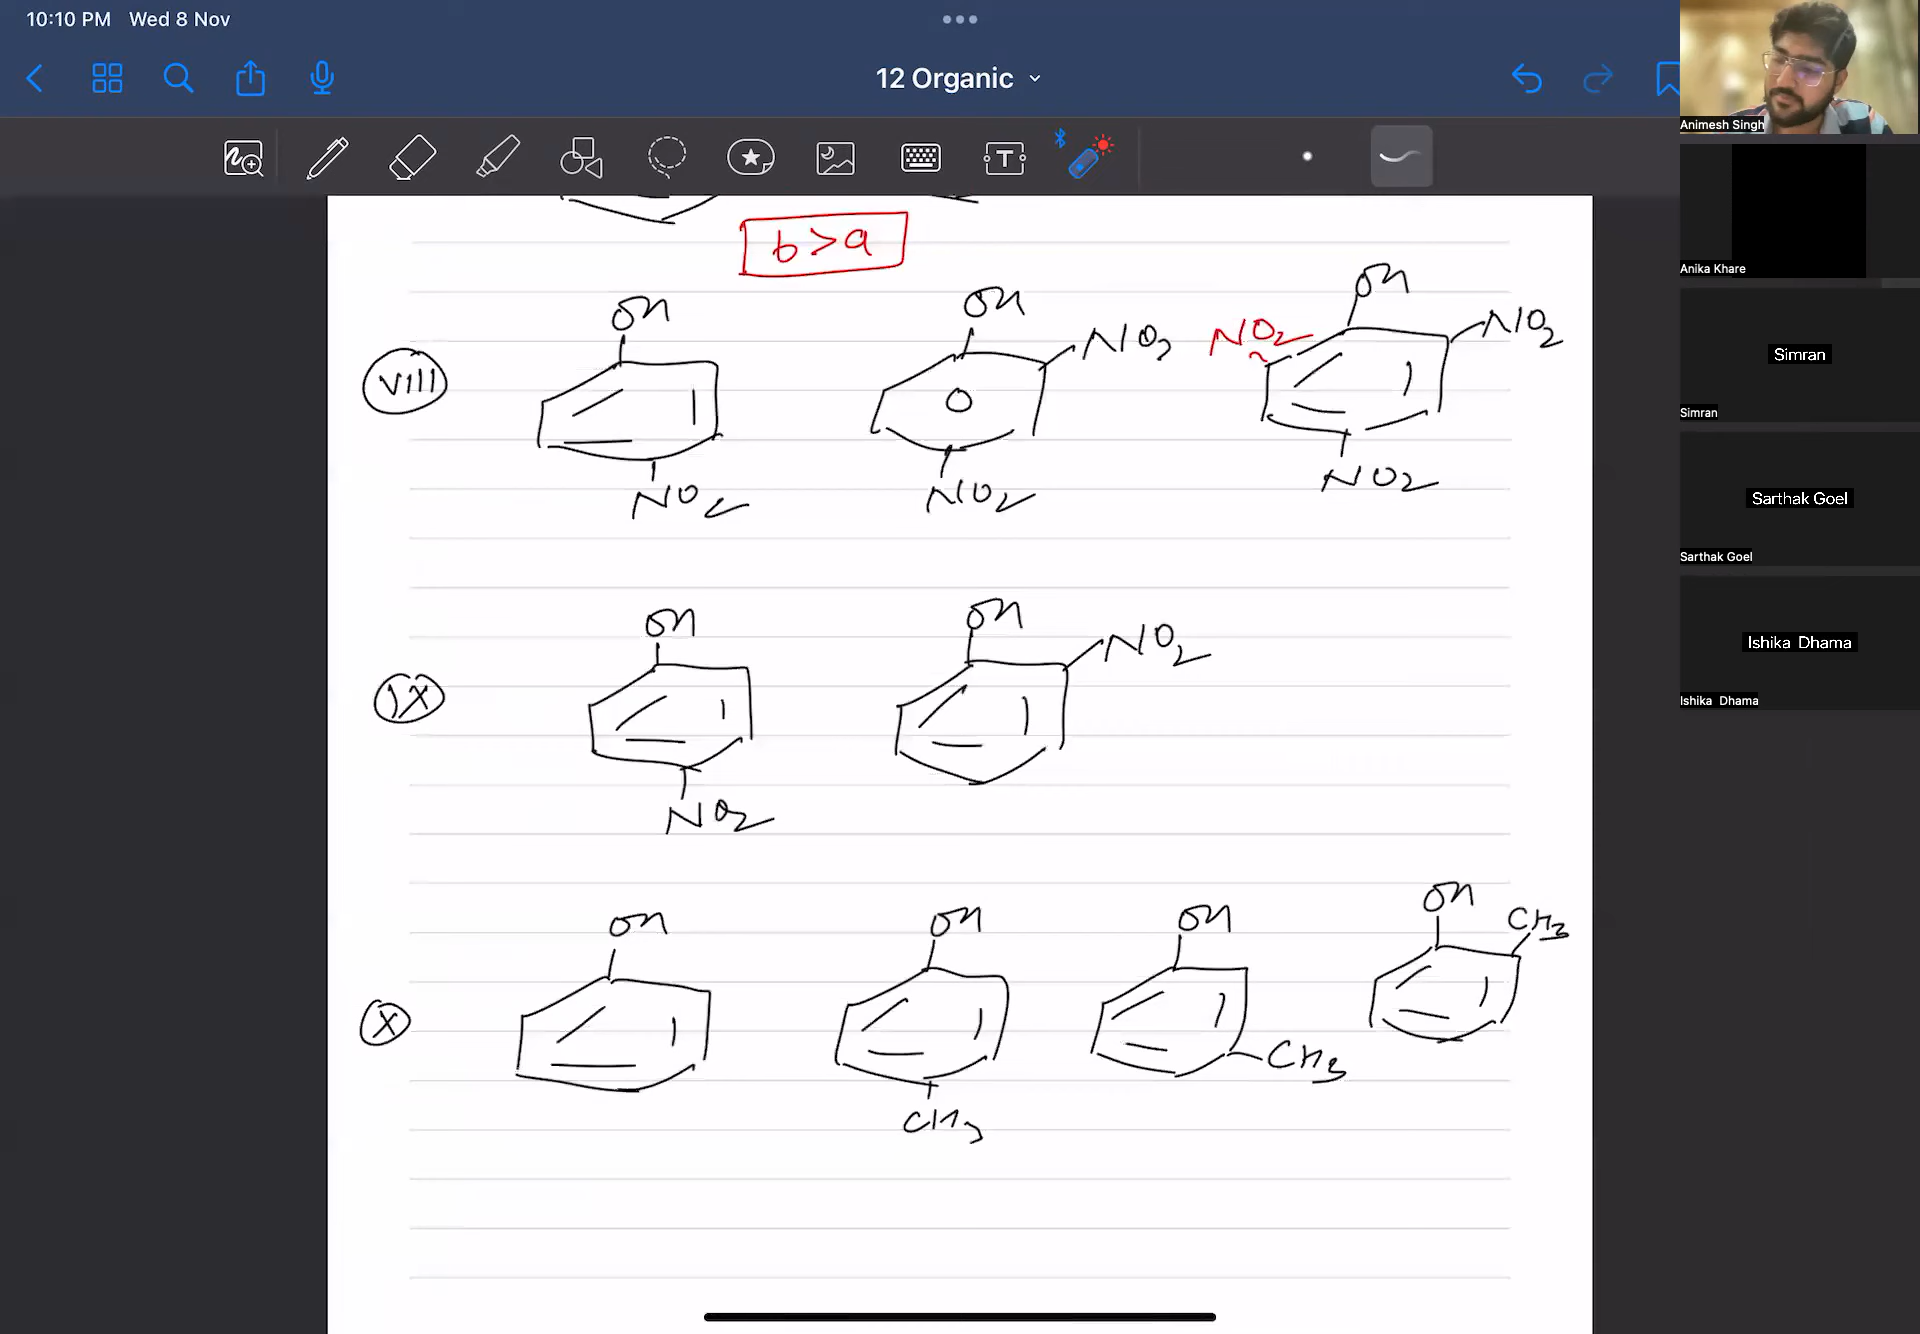 10:10 PM Wed 8 Nov
12 Organic
Animesh Singh
Anika Khare
Simran
Simran
Sarthak Goel
Sarthak Goel
Ishika Dhama
Ishika Dhama
b>a
viii
OH
NO2
OH
NO2
NO2
OH
NO2
NO2
NO2
ix
OH
NO2
OH
NO2
x
OH
OH
CH3
OH
CH3
OH
CH3